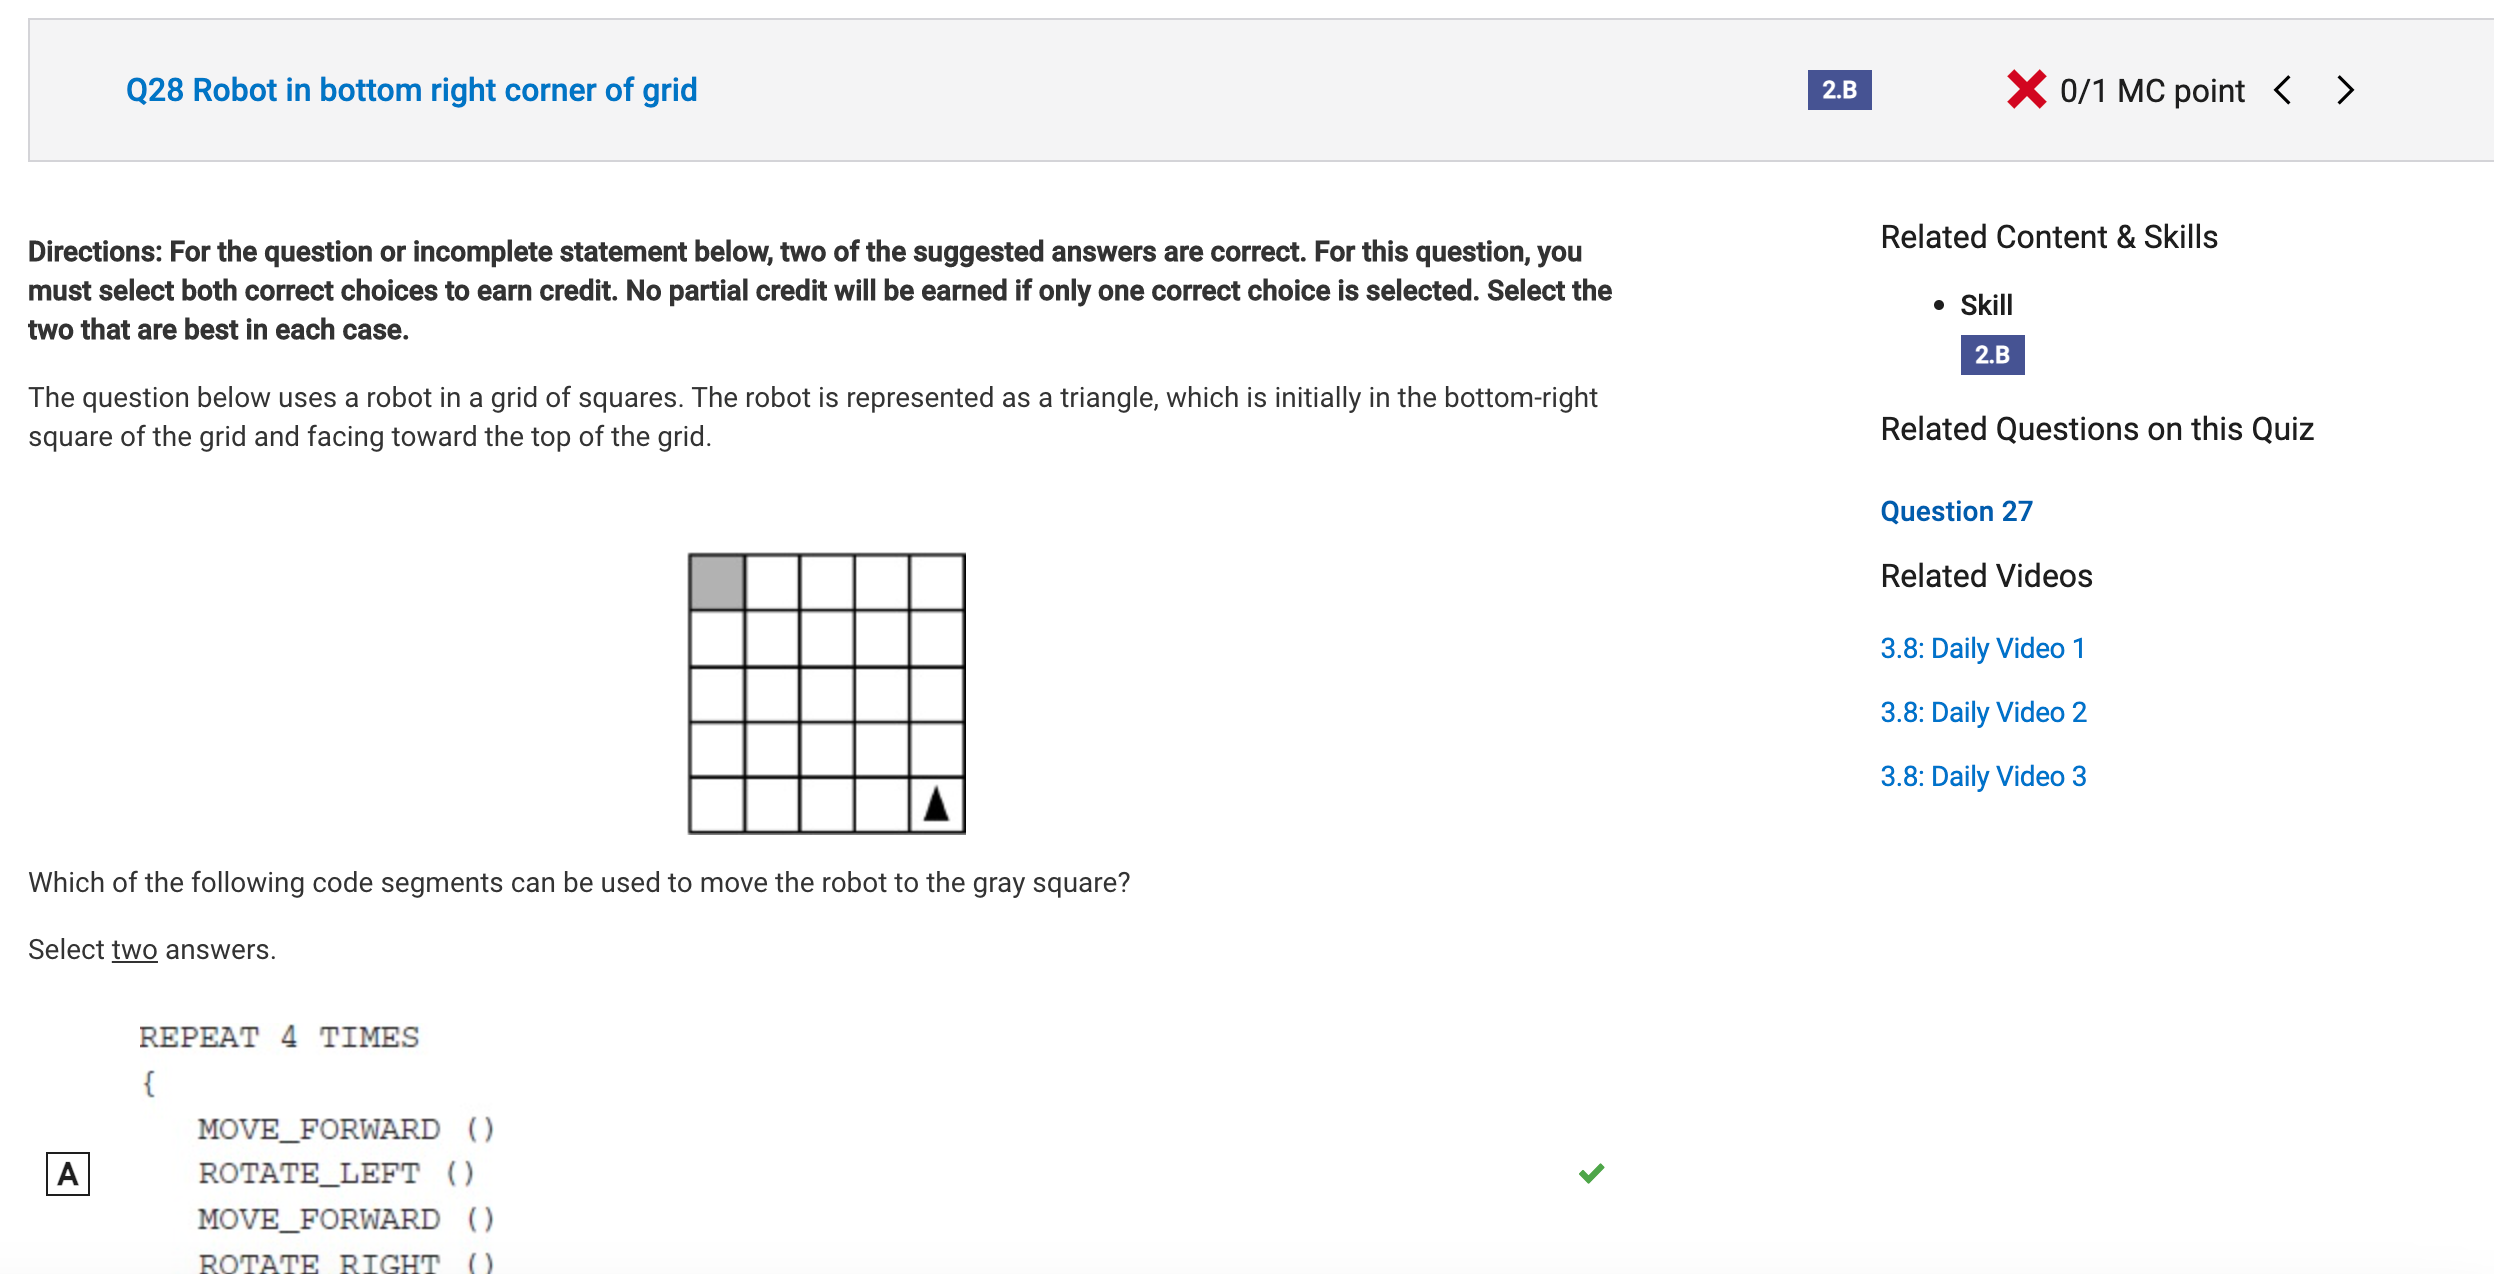 Q28 Robot in bottom right corner of grid
2.B
0/1 MC point
Directions: For the question or incomplete statement below, two of the suggested answers are correct. For this question, you
must select both correct choices to earn credit. No partial credit will be earned if only one correct choice is selected. Select the
two that are best in each case.
The question below uses a robot in a grid of squares. The robot is represented as a triangle, which is initially in the bottom-right
square of the grid and facing toward the top of the grid.
Which of the following code segments can be used to move the robot to the gray square?
Select two answers.
A
REPEAT 4 TIMES
{
MOVE_FORWARD ()
ROTATE_LEFT ()
MOVE_FORWARD ()
ROTATE_RIGHT ()
Related Content & Skills
• Skill
2.B
Related Questions on this Quiz
Question 27
Related Videos
3.8: Daily Video 1
3.8: Daily Video 2
3.8: Daily Video 3